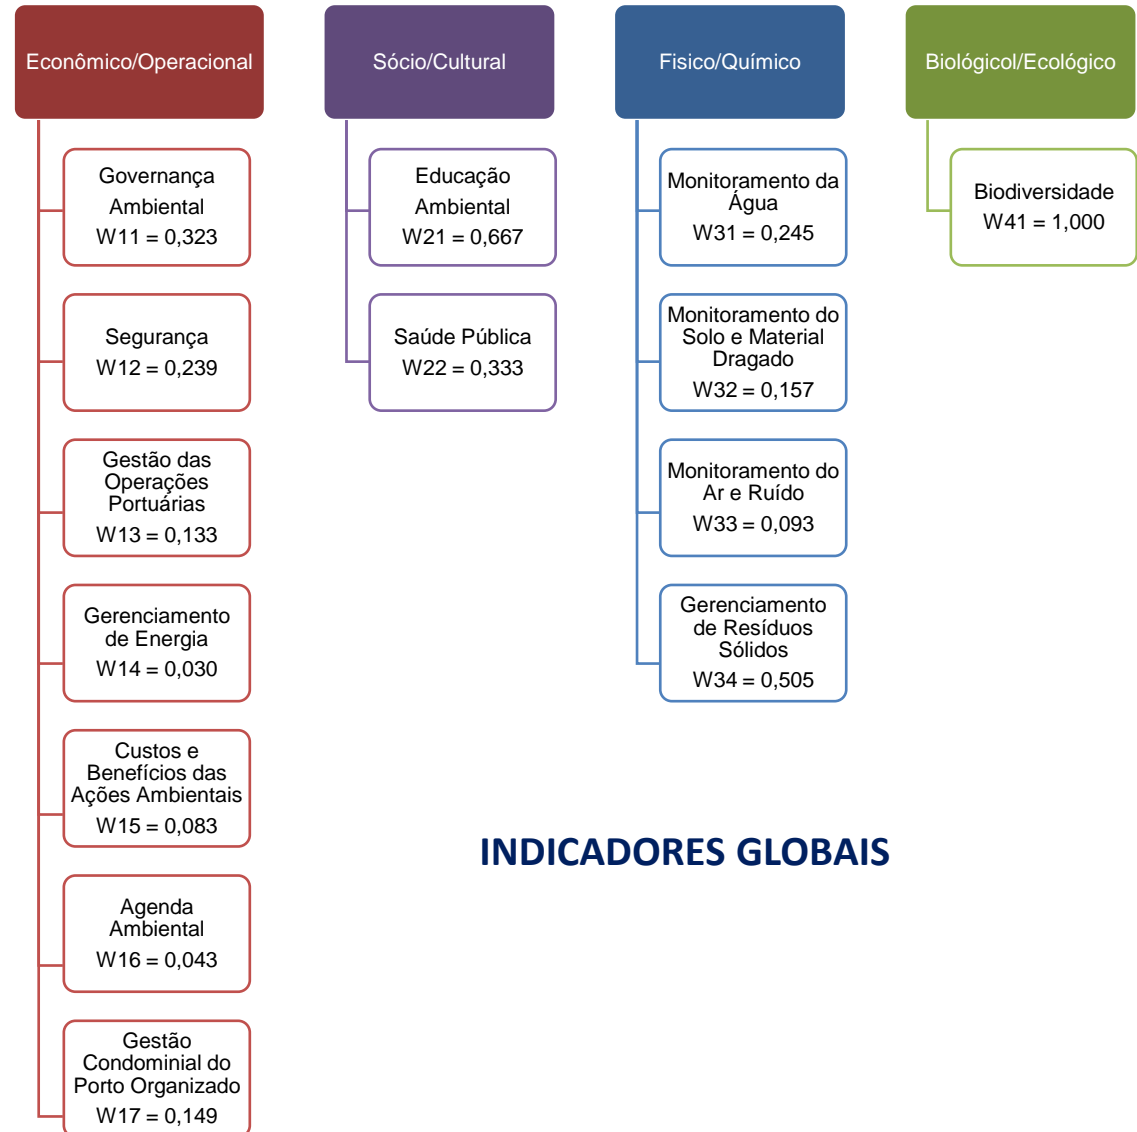 Econômico/Operacional
Governança
Ambiental
W11 = 0,323
Segurança
W12 = 0,239
Gestão das
Operações
Portuárias
W13 = 0,133
Gerenciamento
de Energia
W14 = 0,030
Custos e
Benefícios das
Ações Ambientais
W15 = 0,083
Agenda
Ambiental
W16 = 0,043
Gestão
Condominial do
Porto Organizado
W17 = 0,149
Sócio/Cultural
Educação
Ambiental
W21 = 0,667
Saúde Pública
W22 = 0,333
Fisico/Químico
Monitoramento da
Água
W31 = 0,245
Monitoramento do
Solo e Material
Dragado
W32 = 0,157
Monitoramento do
Ar e Ruído
W33 = 0,093
Gerenciamento
de Resíduos
Sólidos
W34 = 0,505
Biológicol/Ecológico
Biodiversidade
W41 = 1,000
INDICADORES GLOBAIS